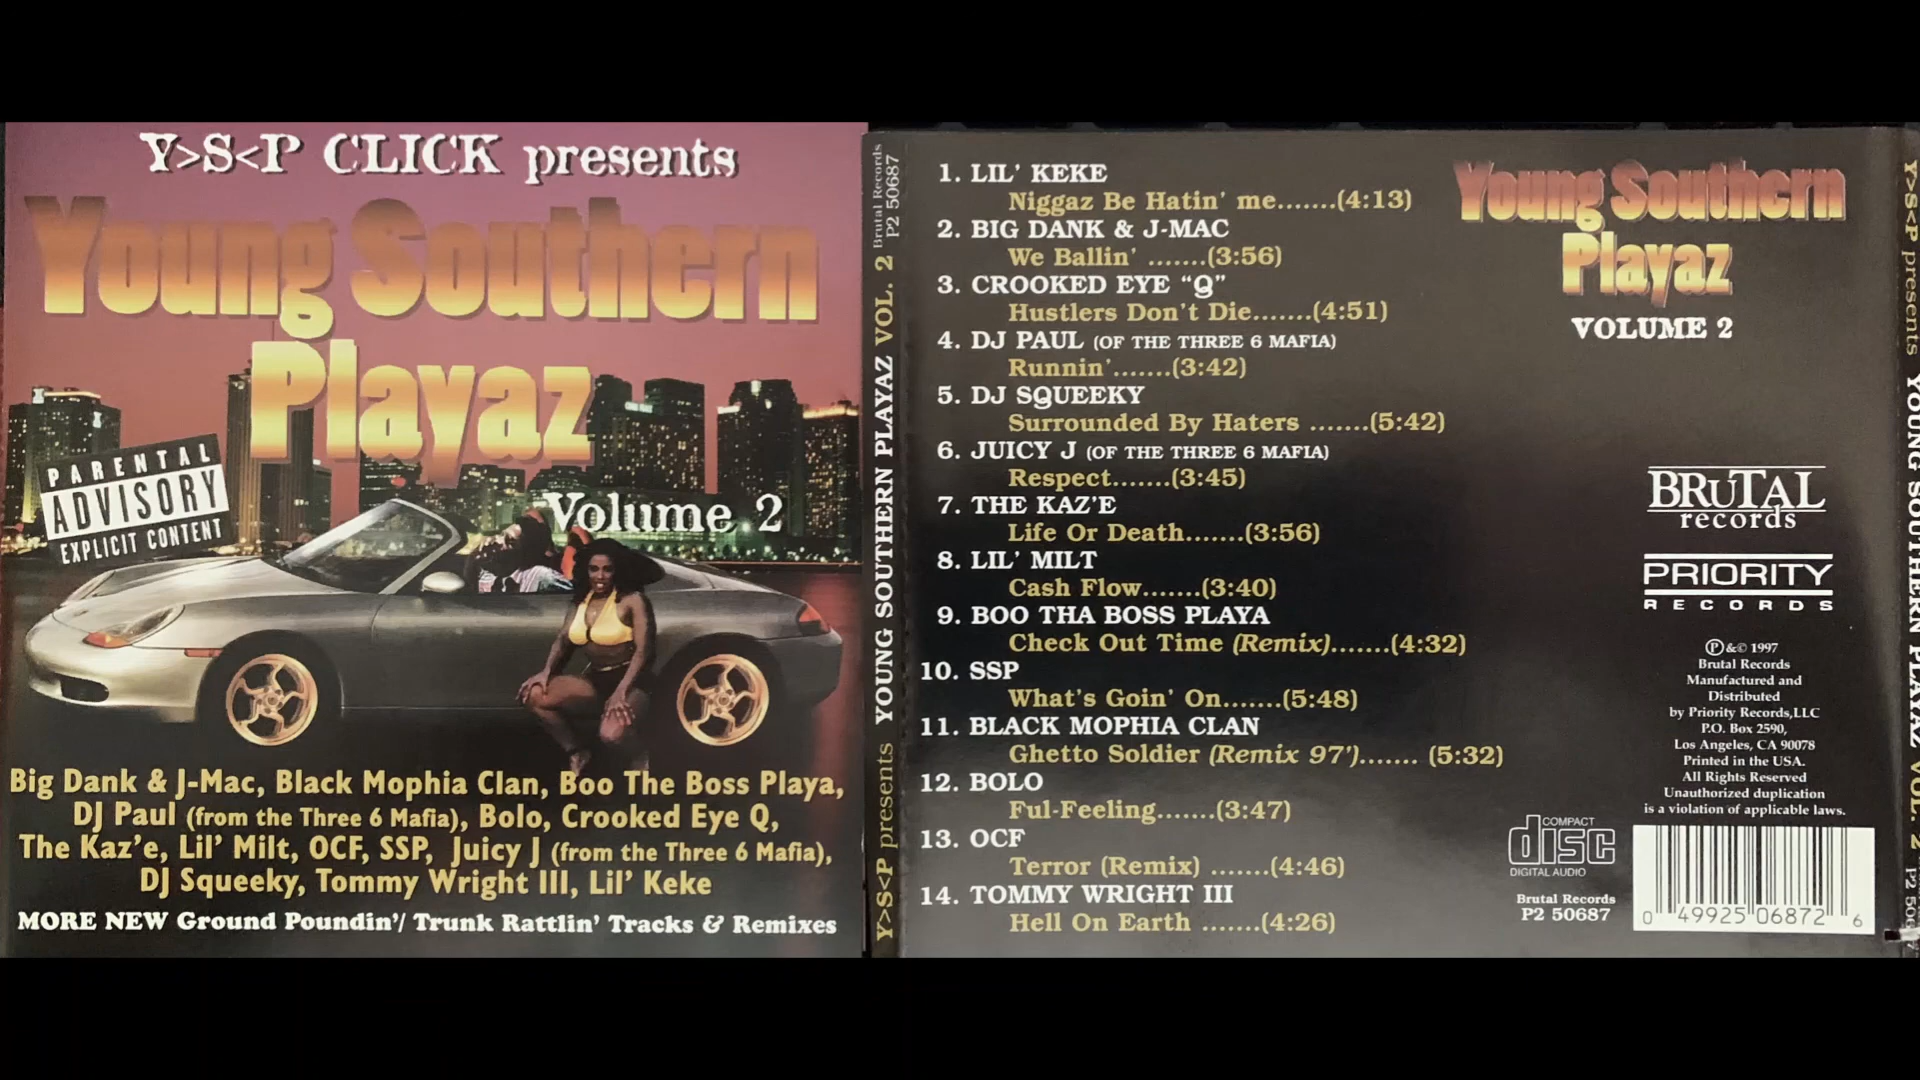 Y>S<P CLICK presents
Young Southern
Playaz
PARENTAL
ADVISORY
EXPLICIT CONTENT
Volume 2
Big Dank & J-Mac, Black Mophia Clan, Boo The Boss Playa,
DJ Paul (from the Three 6 Mafia), Bolo, Crooked Eye Q,
The Kaz'e, Lil' Milt, OCF, SSP, Juicy J (from the Three 6 Mafia),
DJ Squeeky, Tommy Wright III, Lil' Keke
MORE NEW Ground Poundin'/ Trunk Rattlin' Tracks & Remixes
Y>S<P presents YOUNG SOUTHERN PLAYAZ VOL. 2
Brutal Records
P2 50687
1. LIL' KEKE
Niggaz Be Hatin' me.......(4:13)
2. BIG DANK & J-MAC
We Ballin' .......(3:56)
3. CROOKED EYE “Q”
Hustlers Don't Die.......(4:51)
4. DJ PAUL (OF THE THREE 6 MAFIA)
Runnin'.......(3:42)
5. DJ SQUEEKY
Surrounded By Haters .......(5:42)
6. JUICY J (OF THE THREE 6 MAFIA)
Respect.......(3:45)
7. THE KAZ'E
Life Or Death.......(3:56)
8. LIL' MILT
Cash Flow.......(3:40)
9. BOO THA BOSS PLAYA
Check Out Time (Remix).......(4:32)
10. SSP
What's Goin' On.......(5:48)
11. BLACK MOPHIA CLAN
Ghetto Soldier (Remix 97')....... (5:32)
12. BOLO
Ful-Feeling.......(3:47)
13. OCF
Terror (Remix) .......(4:46)
14. TOMMY WRIGHT III
Hell On Earth .......(4:26)
Young Southern
Playaz
VOLUME 2
BRuTAL
records
PRIORITY
RECORDS
℗&© 1997
Brutal Records
Manufactured and
Distributed
by Priority Records,LLC
P.O. Box 2590,
Los Angeles, CA 90078
Printed in the USA.
All Rights Reserved
Unauthorized duplication
is a violation of applicable laws.
COMPACT
disc
DIGITAL AUDIO
Brutal Records
P2 50687
0 49925 06872 6
Y>S<P presents YOUNG SOUTHERN PLAYAZ VOL. 2